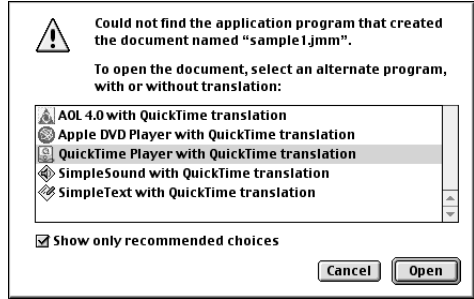 Could not find the application program that created
the document named “sample1.jmm”.
To open the document, select an alternate program,
with or without translation:
AOL 4.0 with QuickTime translation
Apple DVD Player with QuickTime translation
QuickTime Player with QuickTime translation
SimpleSound with QuickTime translation
SimpleText with QuickTime translation
Show only recommended choices
Cancel Open